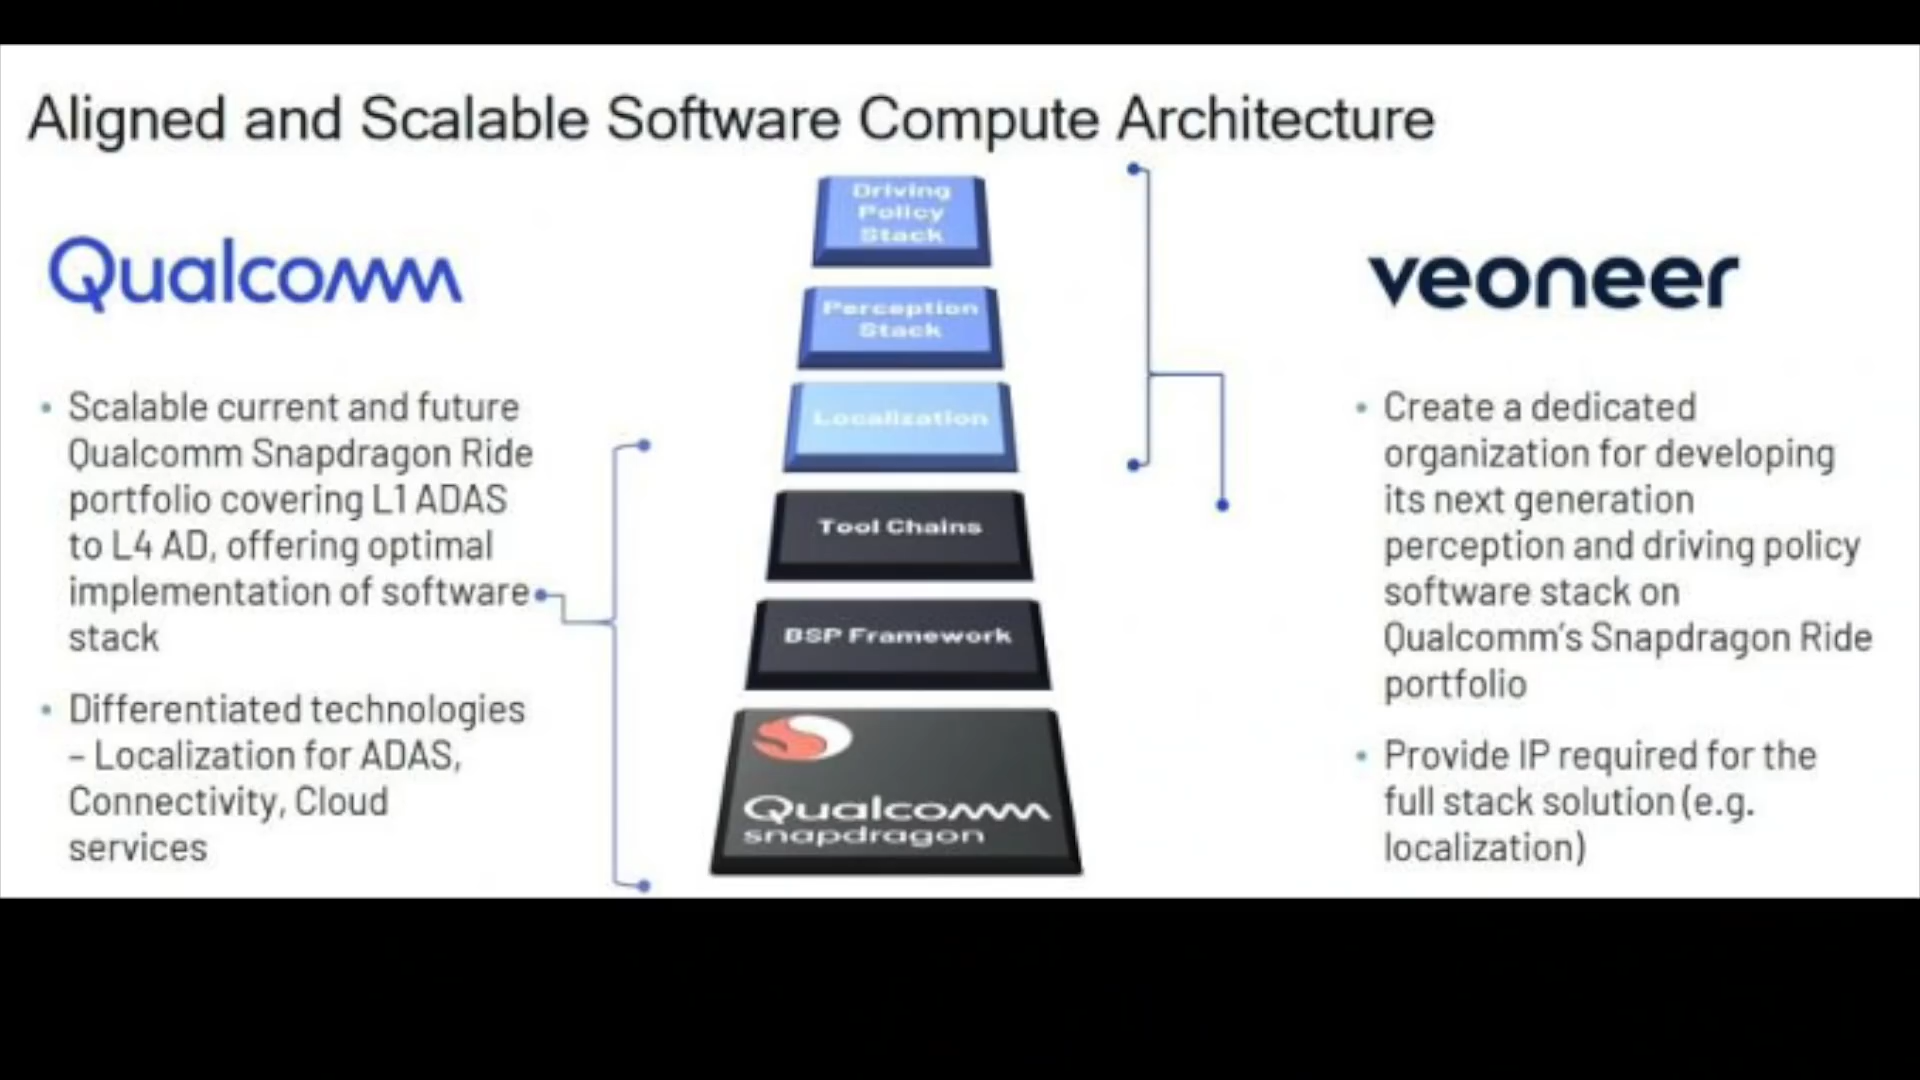 Aligned and Scalable Software Compute Architecture
Qualcomm
• Scalable current and future
Qualcomm Snapdragon Ride
portfolio covering L1 ADAS
to L4 AD, offering optimal
implementation of software
stack
• Differentiated technologies
– Localization for ADAS,
Connectivity, Cloud
services
Driving
Policy
Stack
Perception
Stack
Localization
Tool Chains
BSP Framework
Qualcomm
snapdragon
veoneer
• Create a dedicated
organization for developing
its next generation
perception and driving policy
software stack on
Qualcomm's Snapdragon Ride
portfolio
• Provide IP required for the
full stack solution (e.g.
localization)